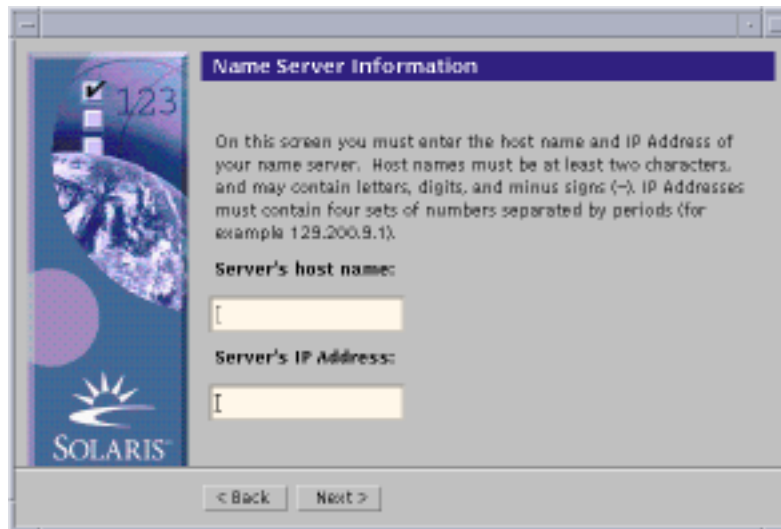 Name Server Information
123
On this screen you must enter the host name and IP Address of
your name server. Host names must be at least two characters,
and may contain letters, digits, and minus signs (-). IP Addresses
must contain four sets of numbers separated by periods (for
example 129.200.9.1).
Server's host name:
Server's IP Address:
SOLARIS™
< Back
Next >